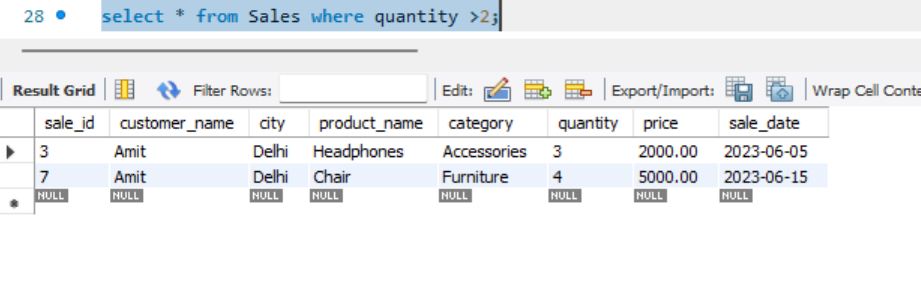 28 select * from Sales where quantity >2;
Result Grid Filter Rows: Edit: Export/Import: Wrap Cell Conte
sale_id customer_name city product_name category quantity price sale_date
3 Amit Delhi Headphones Accessories 3 2000.00 2023-06-05
7 Amit Delhi Chair Furniture 4 5000.00 2023-06-15
NULL NULL NULL NULL NULL NULL NULL NULL